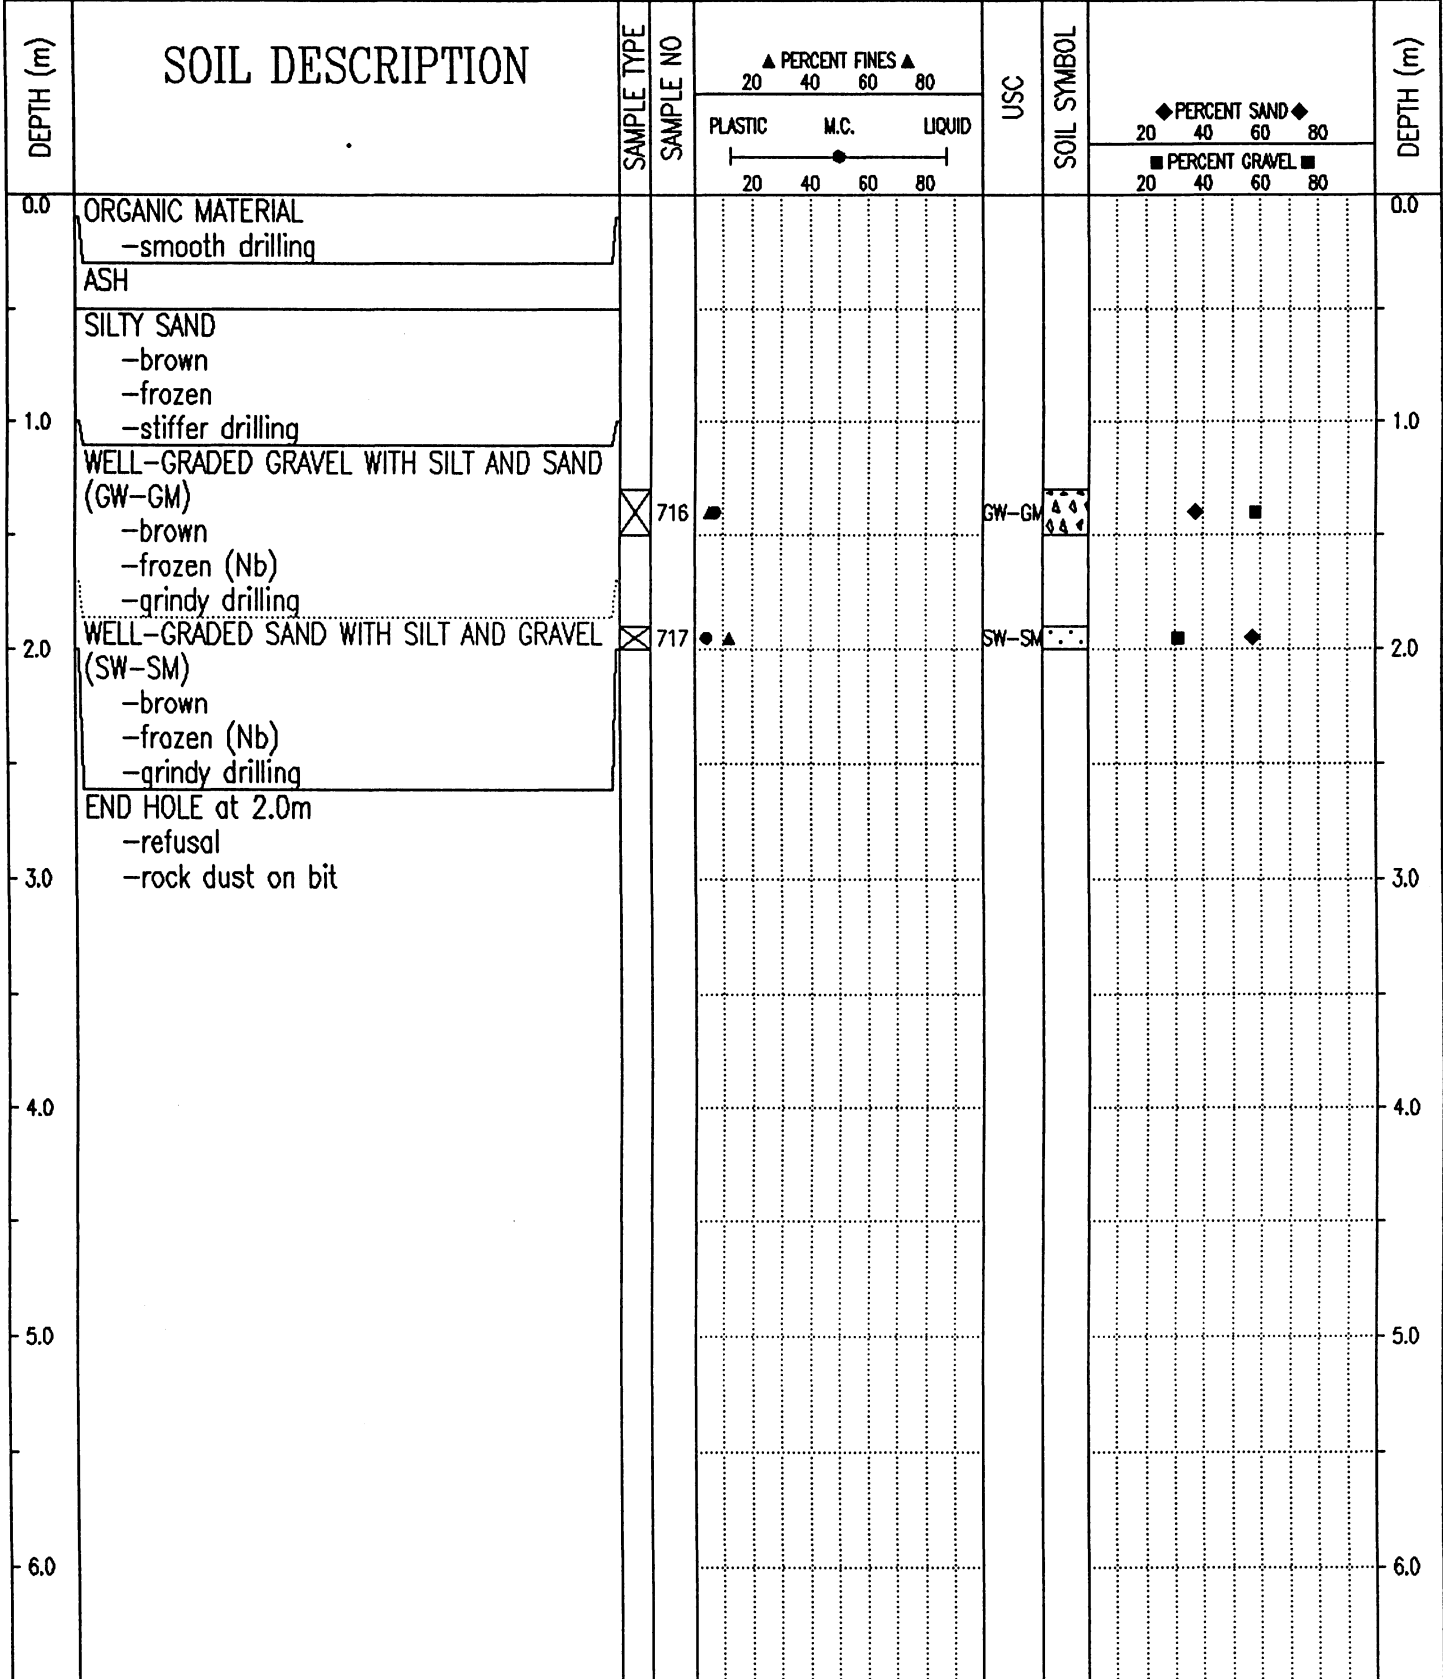 DEPTH (m)
SOIL DESCRIPTION
SAMPLE TYPE
SAMPLE NO
▲ PERCENT FINES ▲
20 40 60 80
PLASTIC M.C. LIQUID
20 40 60 80
USC
SOIL SYMBOL
◆ PERCENT SAND ◆
20 40 60 80
■ PERCENT GRAVEL ■
20 40 60 80
DEPTH (m)
0.0
ORGANIC MATERIAL
0.0
-smooth drilling
ASH
SILTY SAND
-brown
-frozen
1.0
-stiffer drilling
1.0
WELL-GRADED GRAVEL WITH SILT AND SAND
(GW-GM)
716
GW-GM
-brown
-frozen (Nb)
-grindy drilling
WELL-GRADED SAND WITH SILT AND GRAVEL
717
SW-SM
2.0
2.0
(SW-SM)
-brown
-frozen (Nb)
-grindy drilling
END HOLE at 2.0m
-refusal
3.0
-rock dust on bit
3.0
4.0
4.0
5.0
5.0
6.0
6.0